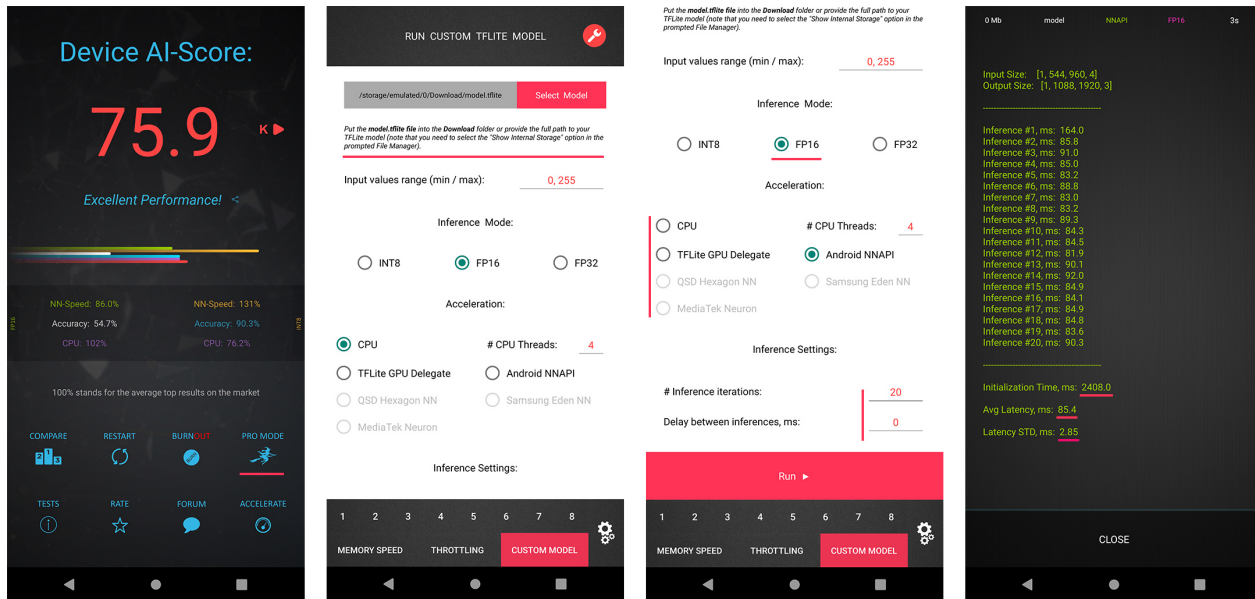 Device AI-Score:
75.9
K
Excellent Performance!
NN-Speed: 86.0% NN-Speed: 131%
FP16 Accuracy: 54.7% Accuracy: 90.3% INT8
CPU: 102% CPU: 76.2%
100% stands for the average top results on the market
COMPARE RESTART BURNOUT PRO MODE
2 1 3
TESTS RATE FORUM ACCELERATE
RUN CUSTOM TFLITE MODEL
/storage/emulated/0/Download/model.tflite Select Model
Put the model.tflite file into the Download folder or provide the full path to your
TFLite model (note that you need to select the "Show Internal Storage" option in the
prompted File Manager).
Input values range (min / max): 0, 255
Inference Mode:
INT8 FP16 FP32
Acceleration:
CPU # CPU Threads: 4
TFLite GPU Delegate Android NNAPI
QSD Hexagon NN Samsung Eden NN
MediaTek Neuron
Inference Settings:
1 2 3 4 5 6 7 8
MEMORY SPEED THROTTLING CUSTOM MODEL
Put the model.tflite file into the Download folder or provide the full path to your
TFLite model (note that you need to select the "Show Internal Storage" option in the
prompted File Manager).
Input values range (min / max): 0, 255
Inference Mode:
INT8 FP16 FP32
Acceleration:
CPU # CPU Threads: 4
TFLite GPU Delegate Android NNAPI
QSD Hexagon NN Samsung Eden NN
MediaTek Neuron
Inference Settings:
# Inference iterations: 20
Delay between inferences, ms: 0
Run
1 2 3 4 5 6 7 8
MEMORY SPEED THROTTLING CUSTOM MODEL
0 Mb model NNAPI FP16 3s
Input Size: [1, 544, 960, 4]
Output Size: [1, 1088, 1920, 3]
Inference #1, ms: 164.0
Inference #2, ms: 85.8
Inference #3, ms: 91.0
Inference #4, ms: 85.0
Inference #5, ms: 83.2
Inference #6, ms: 88.8
Inference #7, ms: 83.0
Inference #8, ms: 83.2
Inference #9, ms: 89.3
Inference #10, ms: 84.3
Inference #11, ms: 84.5
Inference #12, ms: 81.9
Inference #13, ms: 90.1
Inference #14, ms: 92.0
Inference #15, ms: 84.9
Inference #16, ms: 84.1
Inference #17, ms: 84.9
Inference #18, ms: 84.8
Inference #19, ms: 83.6
Inference #20, ms: 90.3
Initialization Time, ms: 2408.0
Avg Latency, ms: 85.4
Latency STD, ms: 2.85
CLOSE